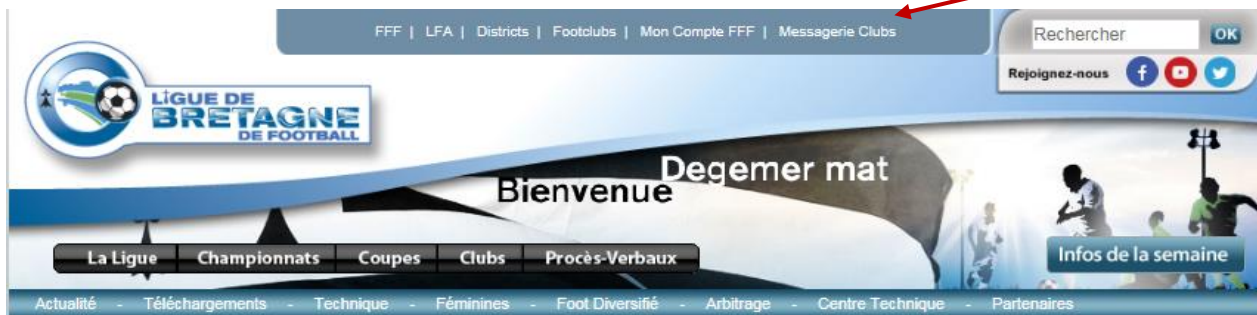 FFF | LFA | Districts | Footclubs | Mon Compte FFF | Messagerie Clubs
Rechercher OK
Rejoignez-nous
LiGUE DE
BRETAGNE
DE FOOTBALL
Degemer mat
Bienvenue
La Ligue Championnats Coupes Clubs Procès-Verbaux
Infos de la semaine
Actualité - Téléchargements - Technique - Féminines - Foot Diversifié - Arbitrage - Centre Technique - Partenaires